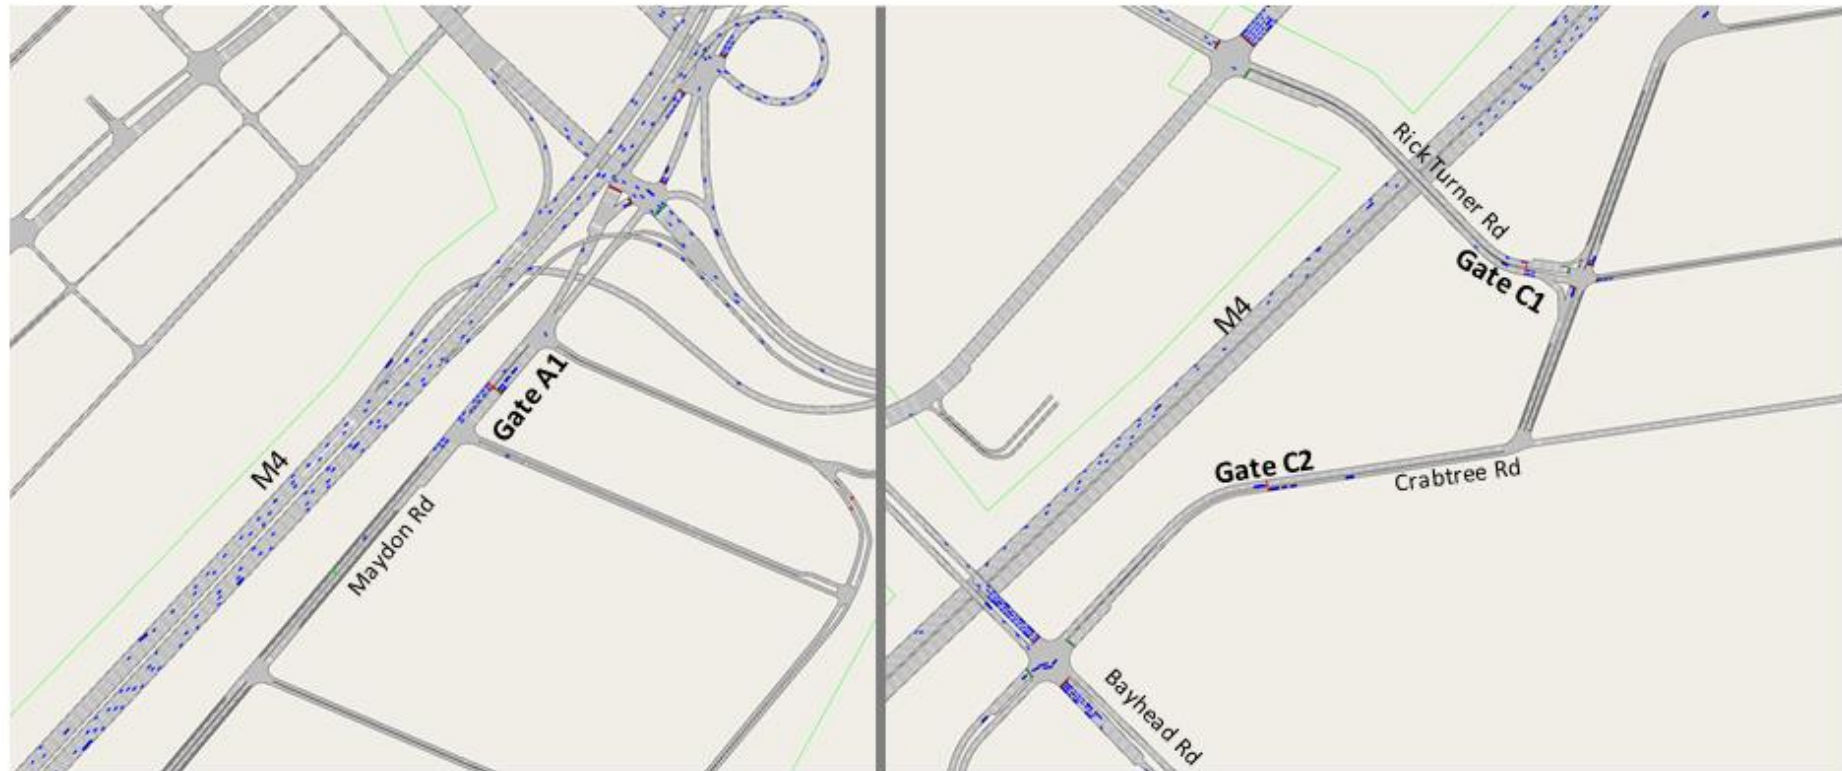 Gate A1
M4
Maydon Rd
Rick Turner Rd
Gate C1
M4
Gate C2
Crabtree Rd
Bayhead Rd